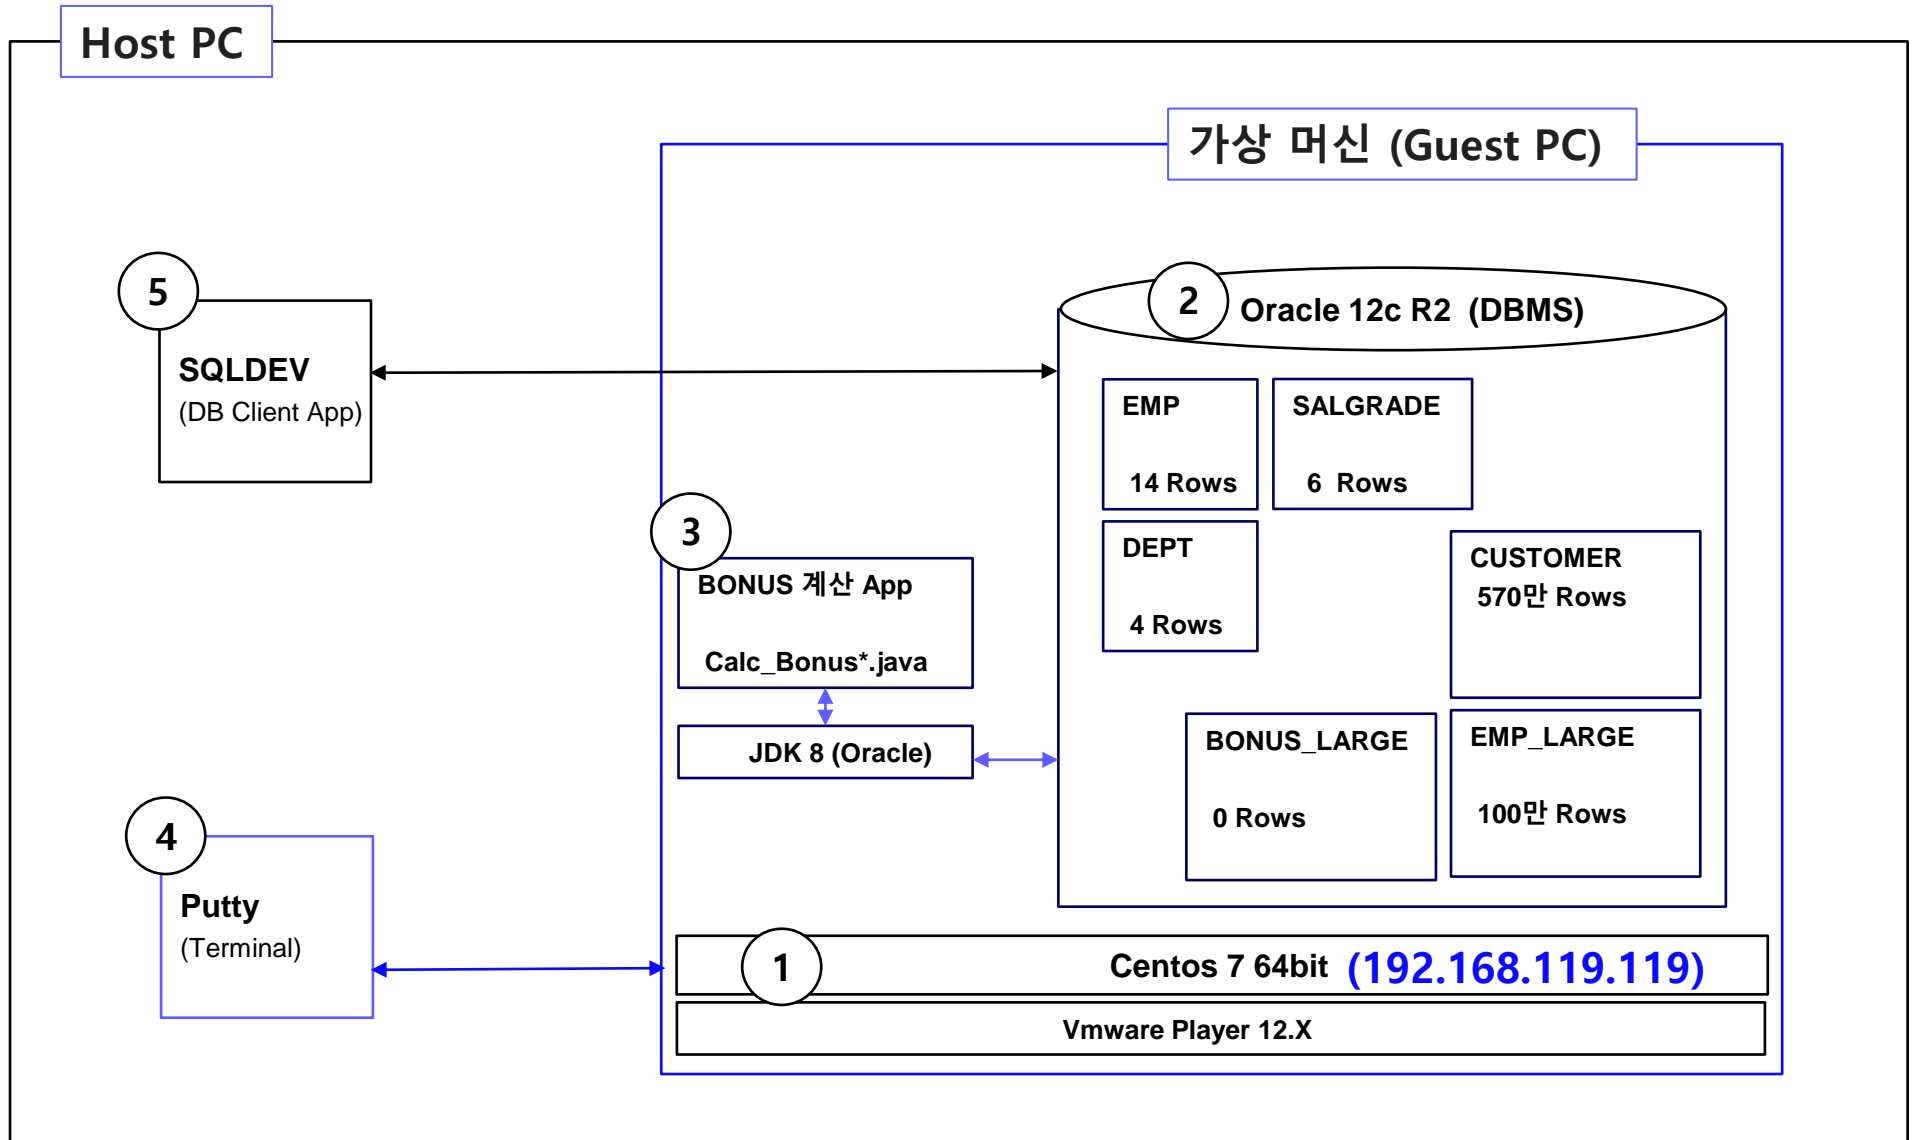 Host PC
가상 머신 (Guest PC)
5
SQLDEV
(DB Client App)
2
Oracle 12c R2 (DBMS)
EMP
14 Rows
SALGRADE
6 Rows
DEPT
4 Rows
CUSTOMER
570만 Rows
3
BONUS 계산 App
Calc_Bonus*.java
JDK 8 (Oracle)
BONUS_LARGE
0 Rows
EMP_LARGE
100만 Rows
4
Putty
(Terminal)
1
Centos 7 64bit (192.168.119.119)
Vmware Player 12.X